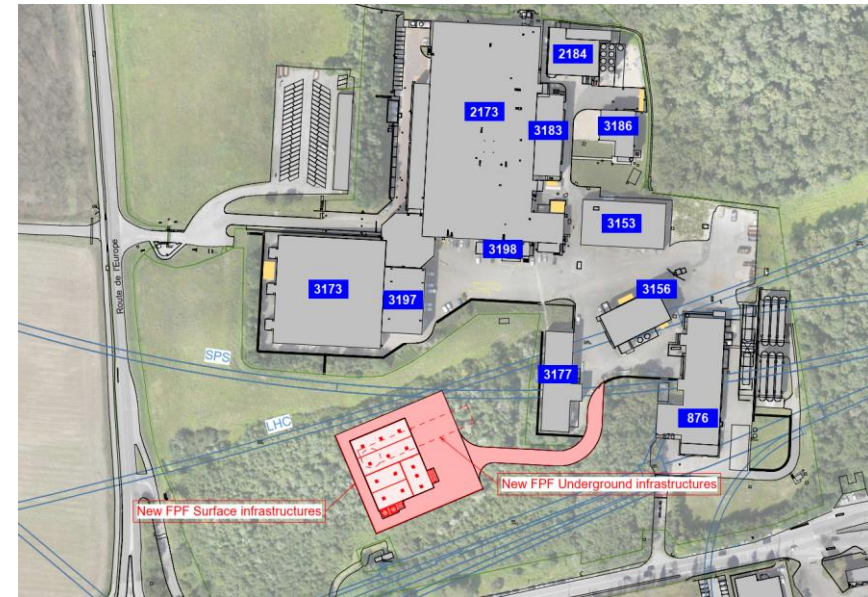 2184
2173
3183
3186
3153
3198
Route de l'Europe
3173
3197
3156
SPS
3177
LHC
876
New FPF Underground infrastructures
New FPF Surface infrastructures